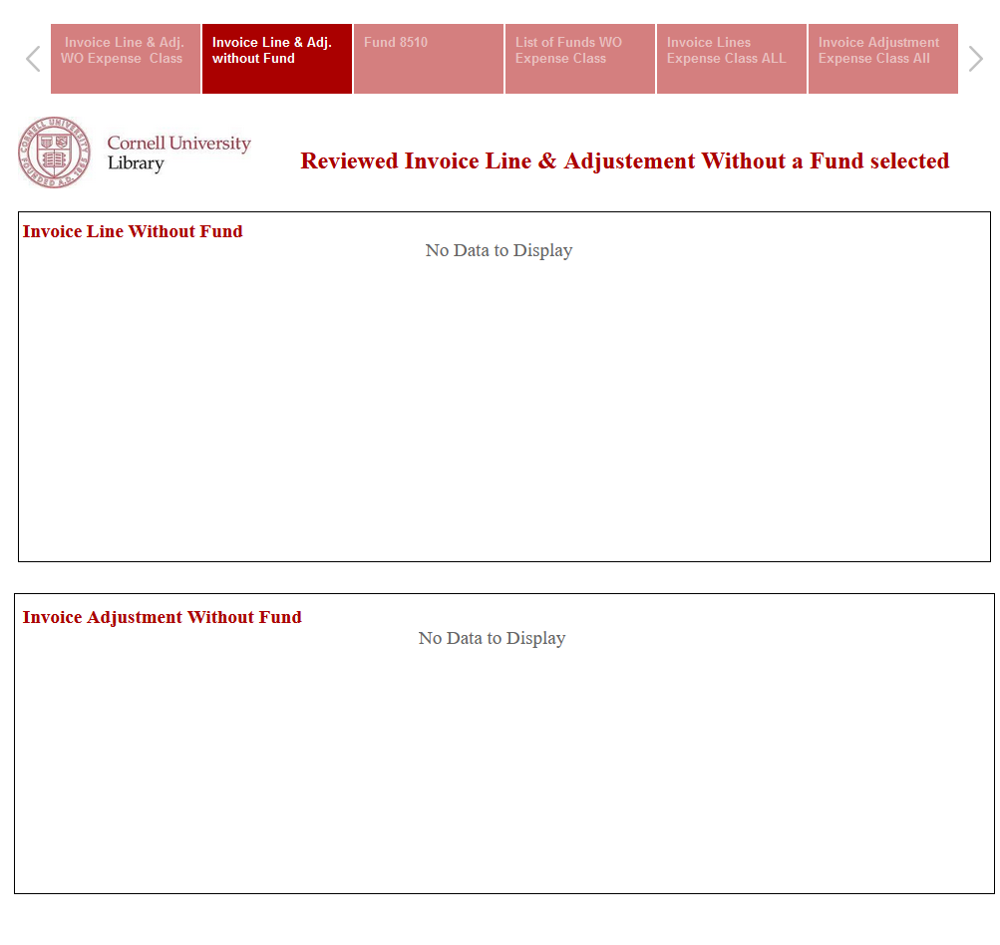 Invoice Line & Adj.
WO Expense  Class
Invoice Line & Adj.
without Fund
Fund 8510
List of Funds WO
Expense Class
Invoice Lines
Expense Class ALL
Invoice Adjustment
Expense Class All
CORNELL UNIVERSITY
FOUNDED A.D. 1865
Cornell University
Library
Reviewed Invoice Line & Adjustement Without a Fund selected
Invoice Line Without Fund
No Data to Display
Invoice Adjustment Without Fund
No Data to Display